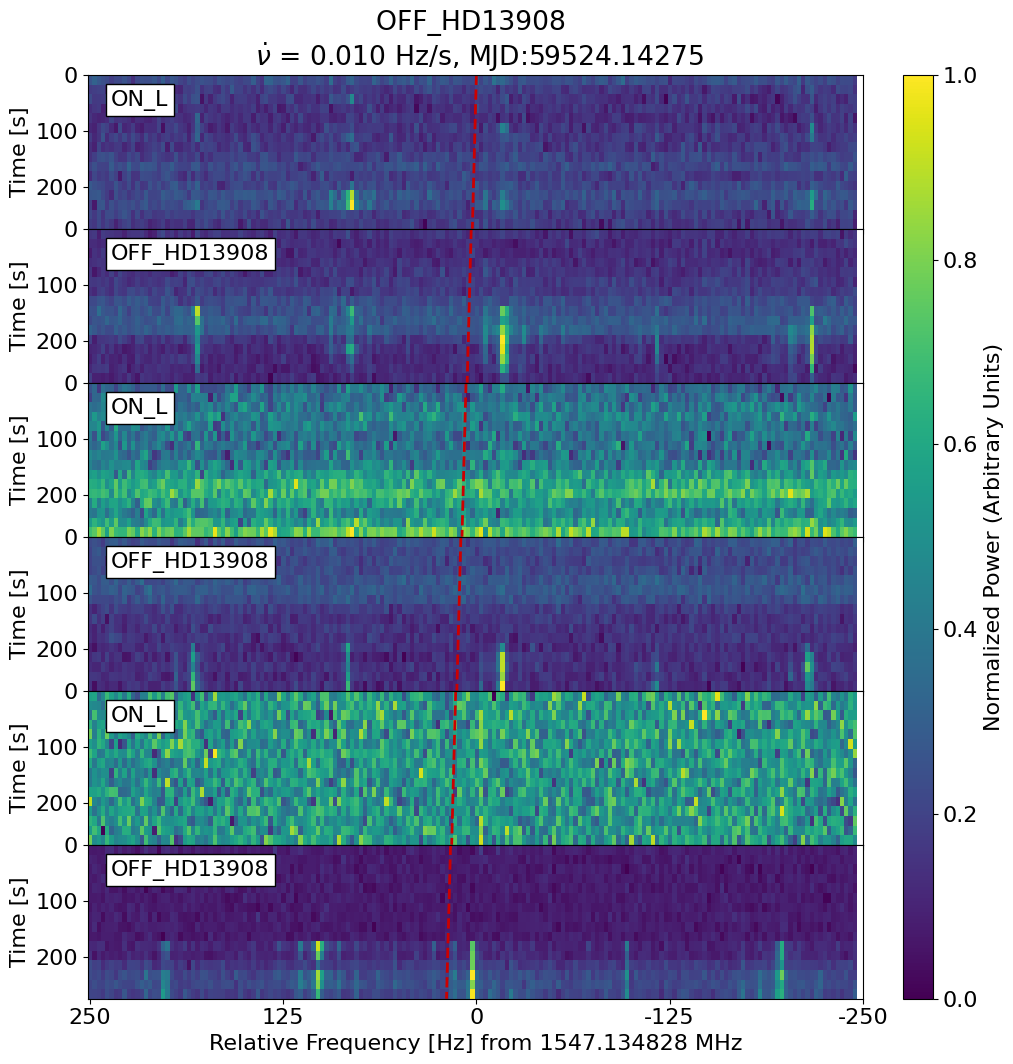 OFF_HD13908
ν̇ = 0.010 Hz/s, MJD:59524.14275
0
ON_L
100
200
Time [s]
0
OFF_HD13908
100
200
Time [s]
0
ON_L
100
200
Time [s]
0
OFF_HD13908
100
200
Time [s]
0
ON_L
100
200
Time [s]
0
OFF_HD13908
100
200
Time [s]
250 125 0 -125 -250
Relative Frequency [Hz] from 1547.134828 MHz
1.0
0.8
0.6
0.4
0.2
0.0
Normalized Power (Arbitrary Units)